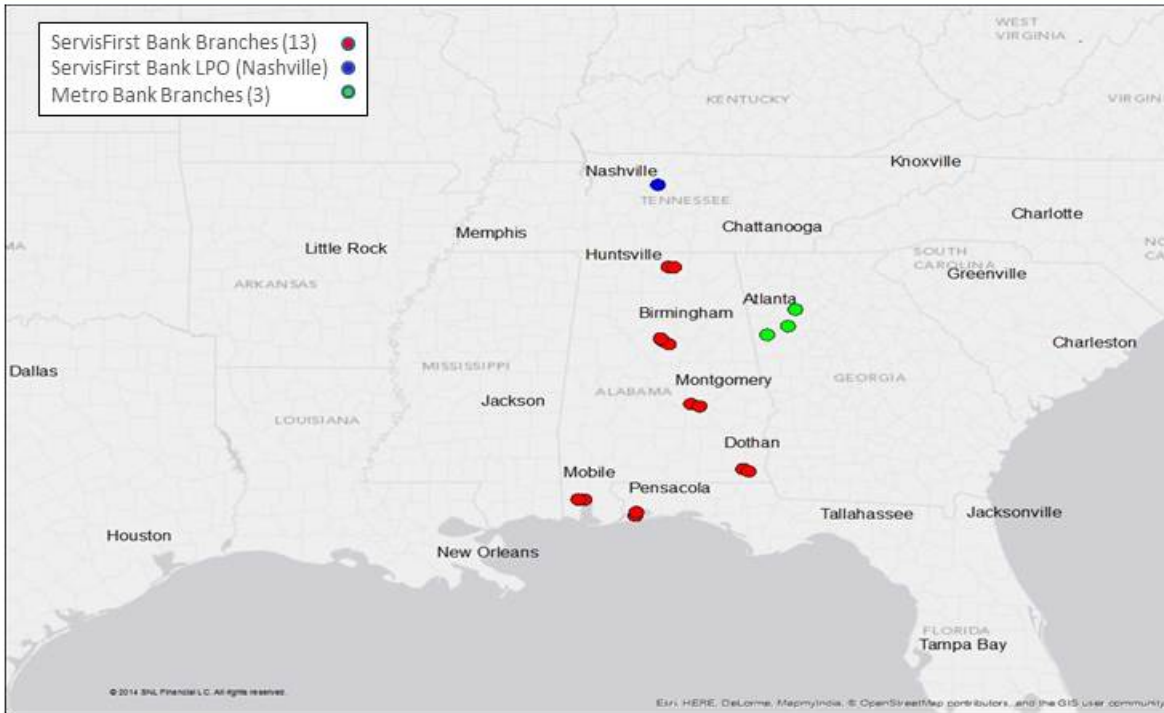 ServisFirst Bank Branches (13)
ServisFirst Bank LPO (Nashville)
Metro Bank Branches (3)
WEST
VIRGINIA
KENTUCKY
VIRGIN
Nashville
Knoxville
TENNESSEE
Charlotte
Memphis
Chattanooga
MA
Little Rock
Huntsville
SOUTH
CAROLINA
NO
CA
Greenville
ARKANSAS
Atlanta
Birmingham
Charleston
Dallas
MISSISSIPPI
Montgomery
GEORGIA
ALABAMA
Jackson
LOUISIANA
Dothan
Mobile
Pensacola
Tallahassee
Jacksonville
Houston
New Orleans
FLORIDA
Tampa Bay
© 2014 SNL Financial LC. All rights reserved.
Esri, HERE, DeLorme, MapmyIndia, © OpenStreetMap contributors, and the GIS user community